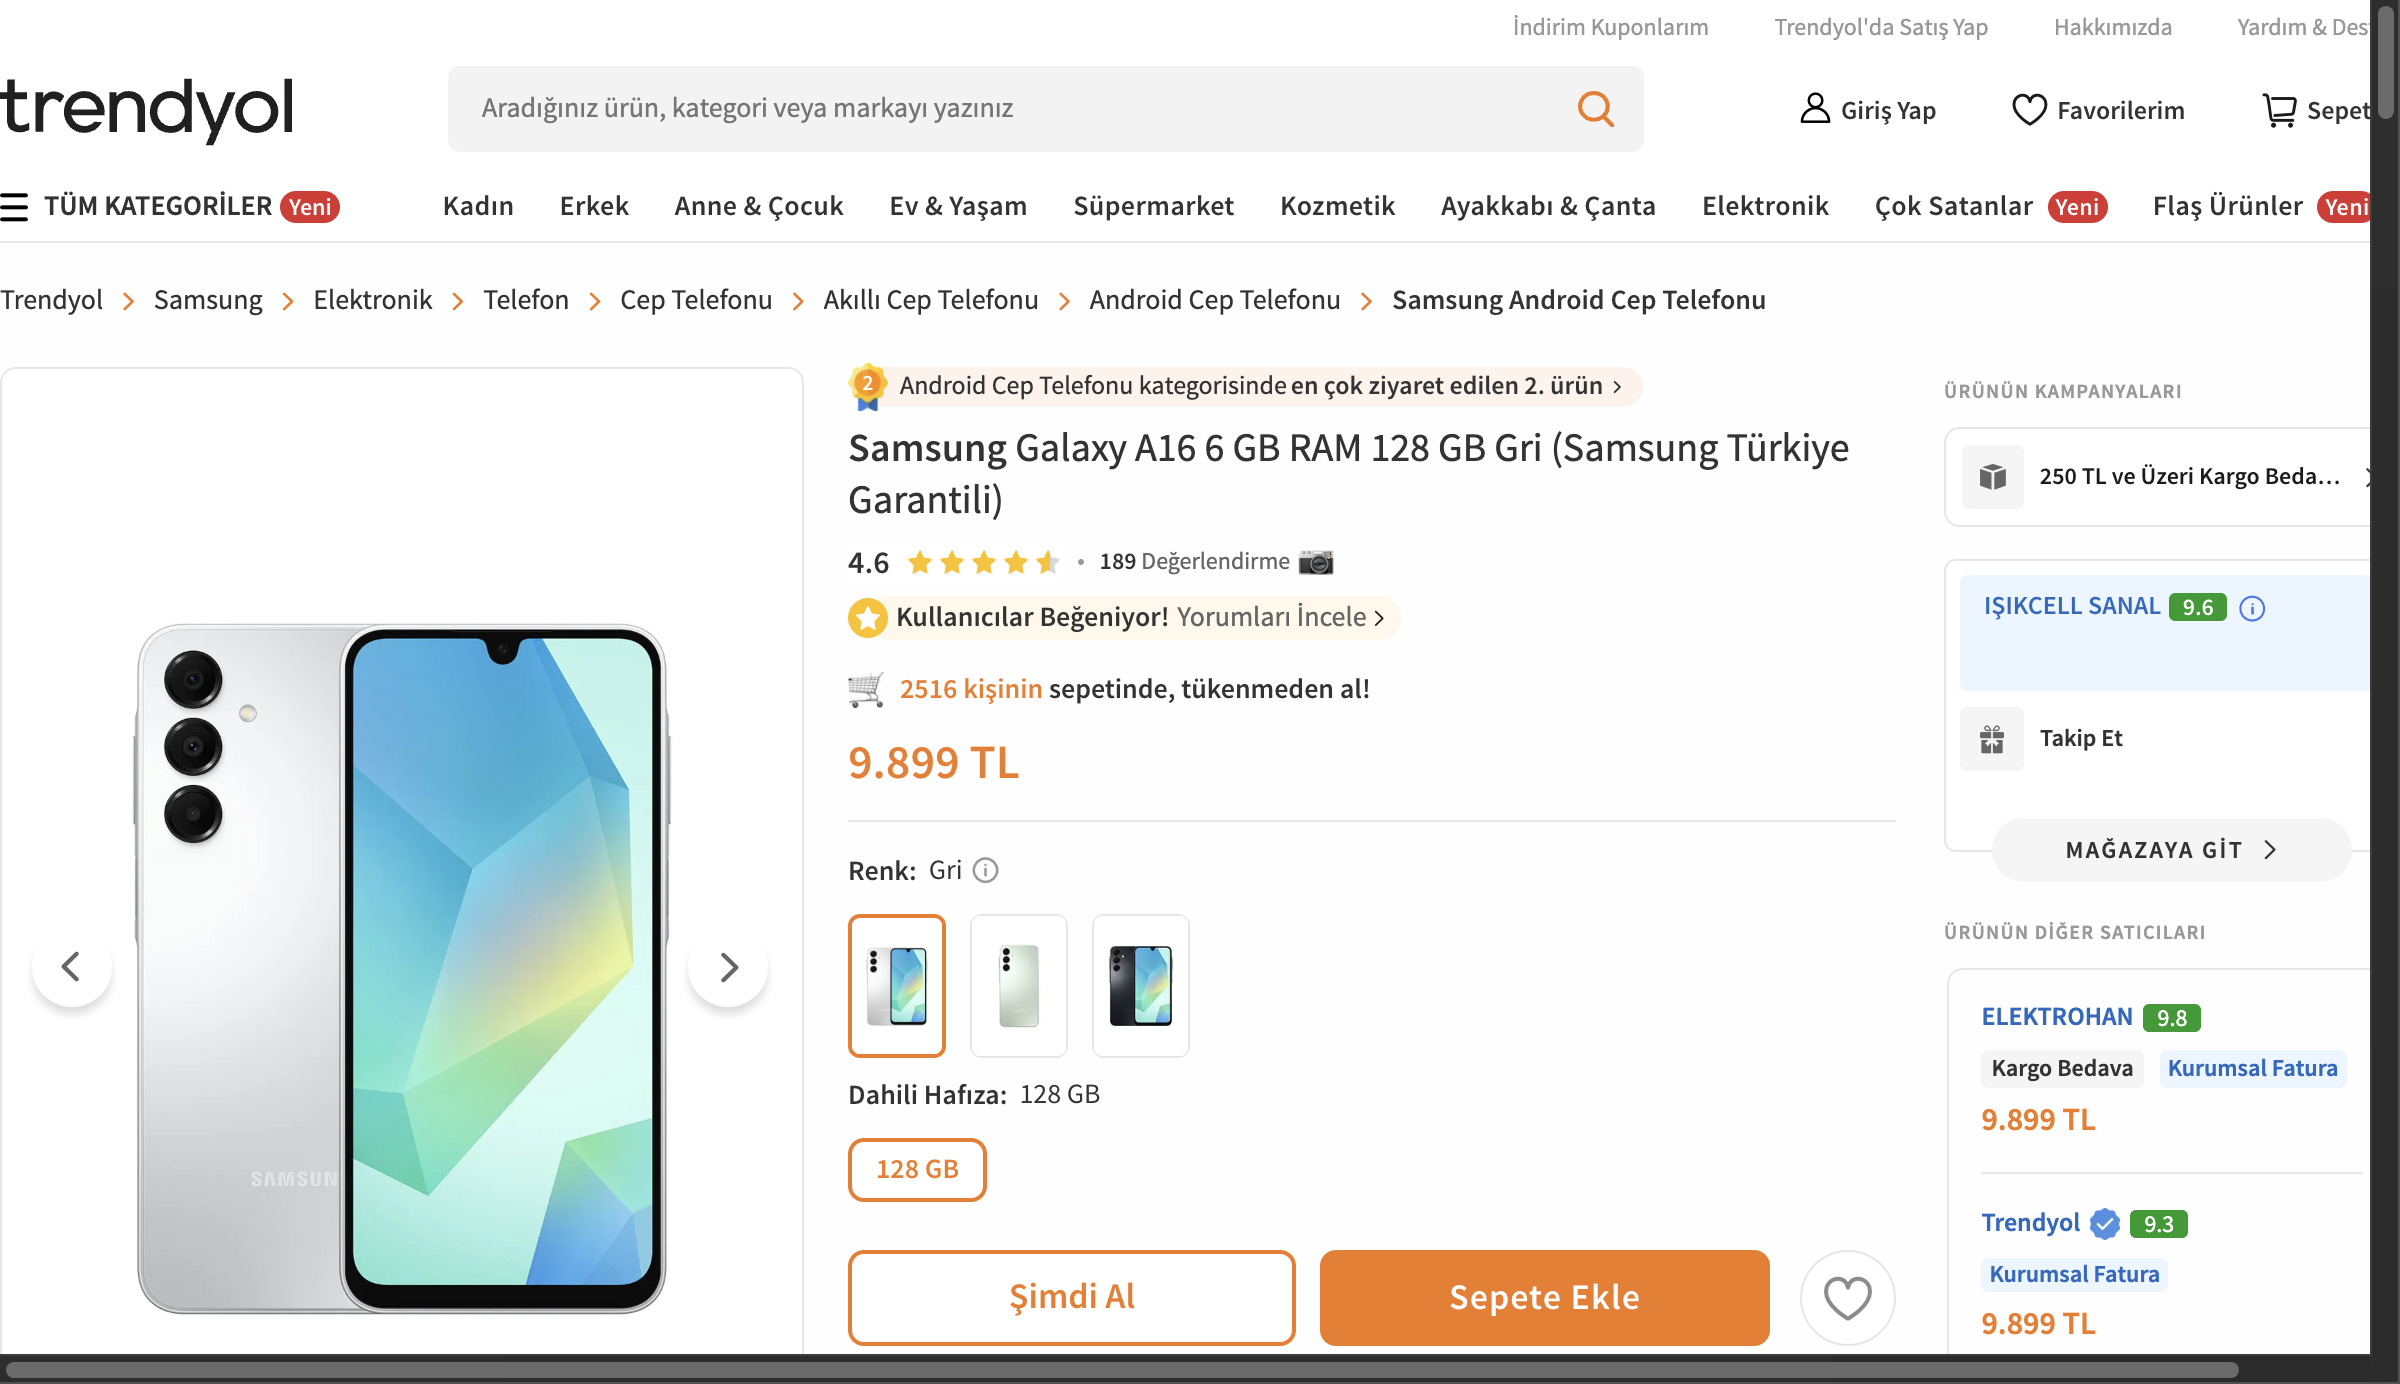 İndirim Kuponlarım Trendyol'da Satış Yap Hakkımızda Yardım & Des
trendyol
Aradığınız ürün, kategori veya markayı yazınız
Giriş Yap Favorilerim Sepet
TÜM KATEGORİLER Yeni Kadın Erkek Anne & Çocuk Ev & Yaşam Süpermarket Kozmetik Ayakkabı & Çanta Elektronik Çok Satanlar Yeni Flaş Ürünler Yeni
Trendyol > Samsung > Elektronik > Telefon > Cep Telefonu > Akıllı Cep Telefonu > Android Cep Telefonu > Samsung Android Cep Telefonu
SAMSUN
2 Android Cep Telefonu kategorisinde en çok ziyaret edilen 2. ürün >
Samsung Galaxy A16 6 GB RAM 128 GB Gri (Samsung Türkiye
Garantili)
4.6 • 189 Değerlendirme
Kullanıcılar Beğeniyor! Yorumları İncele >
2516 kişinin sepetinde, tükenmeden al!
9.899 TL
Renk: Gri
Dahili Hafıza: 128 GB
128 GB
Şimdi Al
Sepete Ekle
ÜRÜNÜN KAMPANYALARI
250 TL ve Üzeri Kargo Beda...
IŞIKCELL SANAL 9.6
Takip Et
MAĞAZAYA GİT >
ÜRÜNÜN DİĞER SATICILARI
ELEKTROHAN 9.8
Kargo Bedava Kurumsal Fatura
9.899 TL
Trendyol 9.3
Kurumsal Fatura
9.899 TL